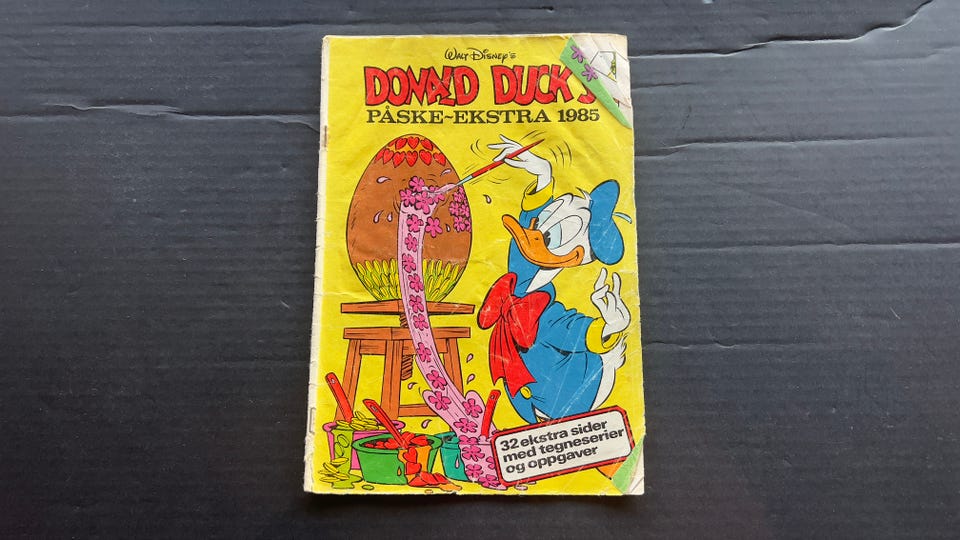 Walt Disney's
DONALD DUCK'S
PÅSKE-EKSTRA 1985
32 ekstra sider
med tegneserier
og oppgaver